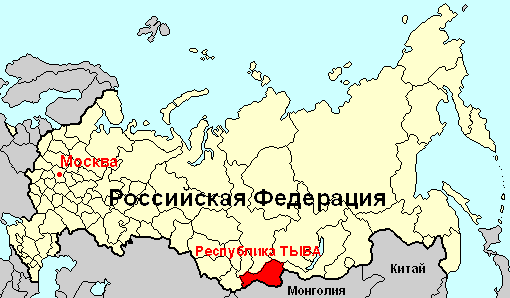 Москва
Российская Федерация
Республика ТЫВА
Китай
Монголия